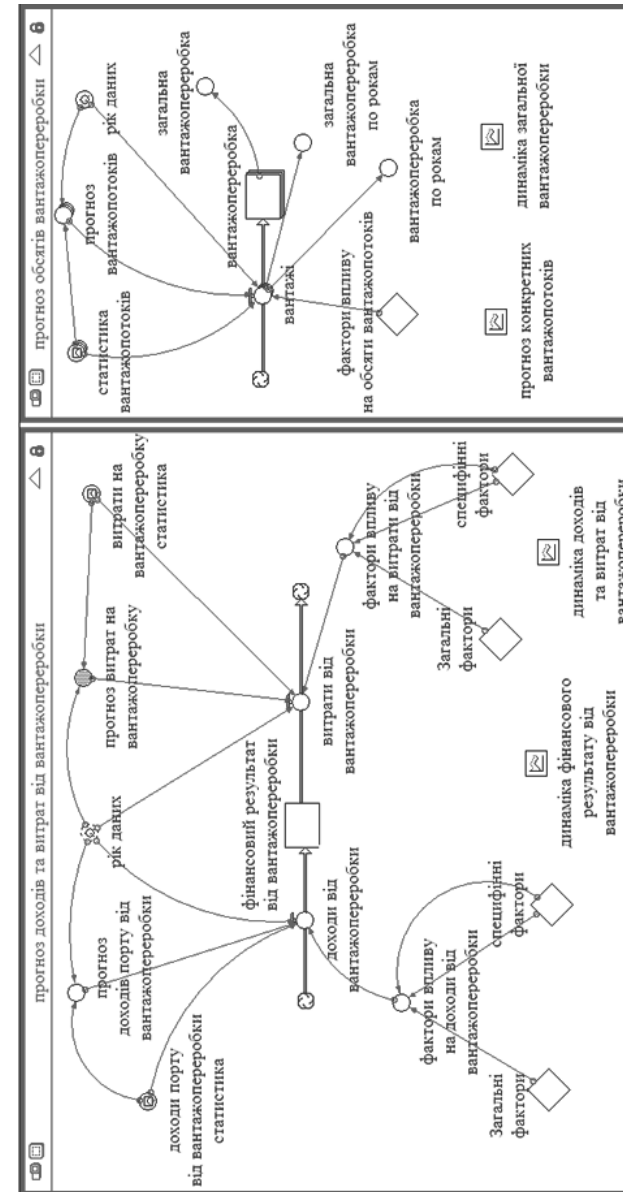 прогноз доходів та витрат від вантажопереробки
доходи порту
від вантажопереробки
статистика
прогноз
доходів порту від
вантажопереробки
рік даних
прогноз витрат на
вантажопереробку
витрати на
вантажопереробку
статистика
фінансовий результат
від вантажопереробки
доходи від
вантажопереробки
витрати від
вантажопереробки
фактори впливу
на доходи від
вантажопереробки
Загальні
фактори
специфінні
фактори
фактори впливу
на витрати від
вантажопереробки
Загальні
фактори
специфінні
фактори
динаміка фінансового
результату від
вантажопереробки
динаміка доходів
та витрат від
вантажопереробки
прогноз обсягів вантажопереробки
статистика
вантажопотоків
прогноз
вантажопотоків
рік даних
загальна
вантажопереробка
вантажопереробка
вантажі
загальна
вантажопереробка
по рокам
фактори впливу
на обсяги вантажопотоків
вантажопереробка
по рокам
прогноз конкретних
вантажопотоків
динаміка загальної
вантажопереробки